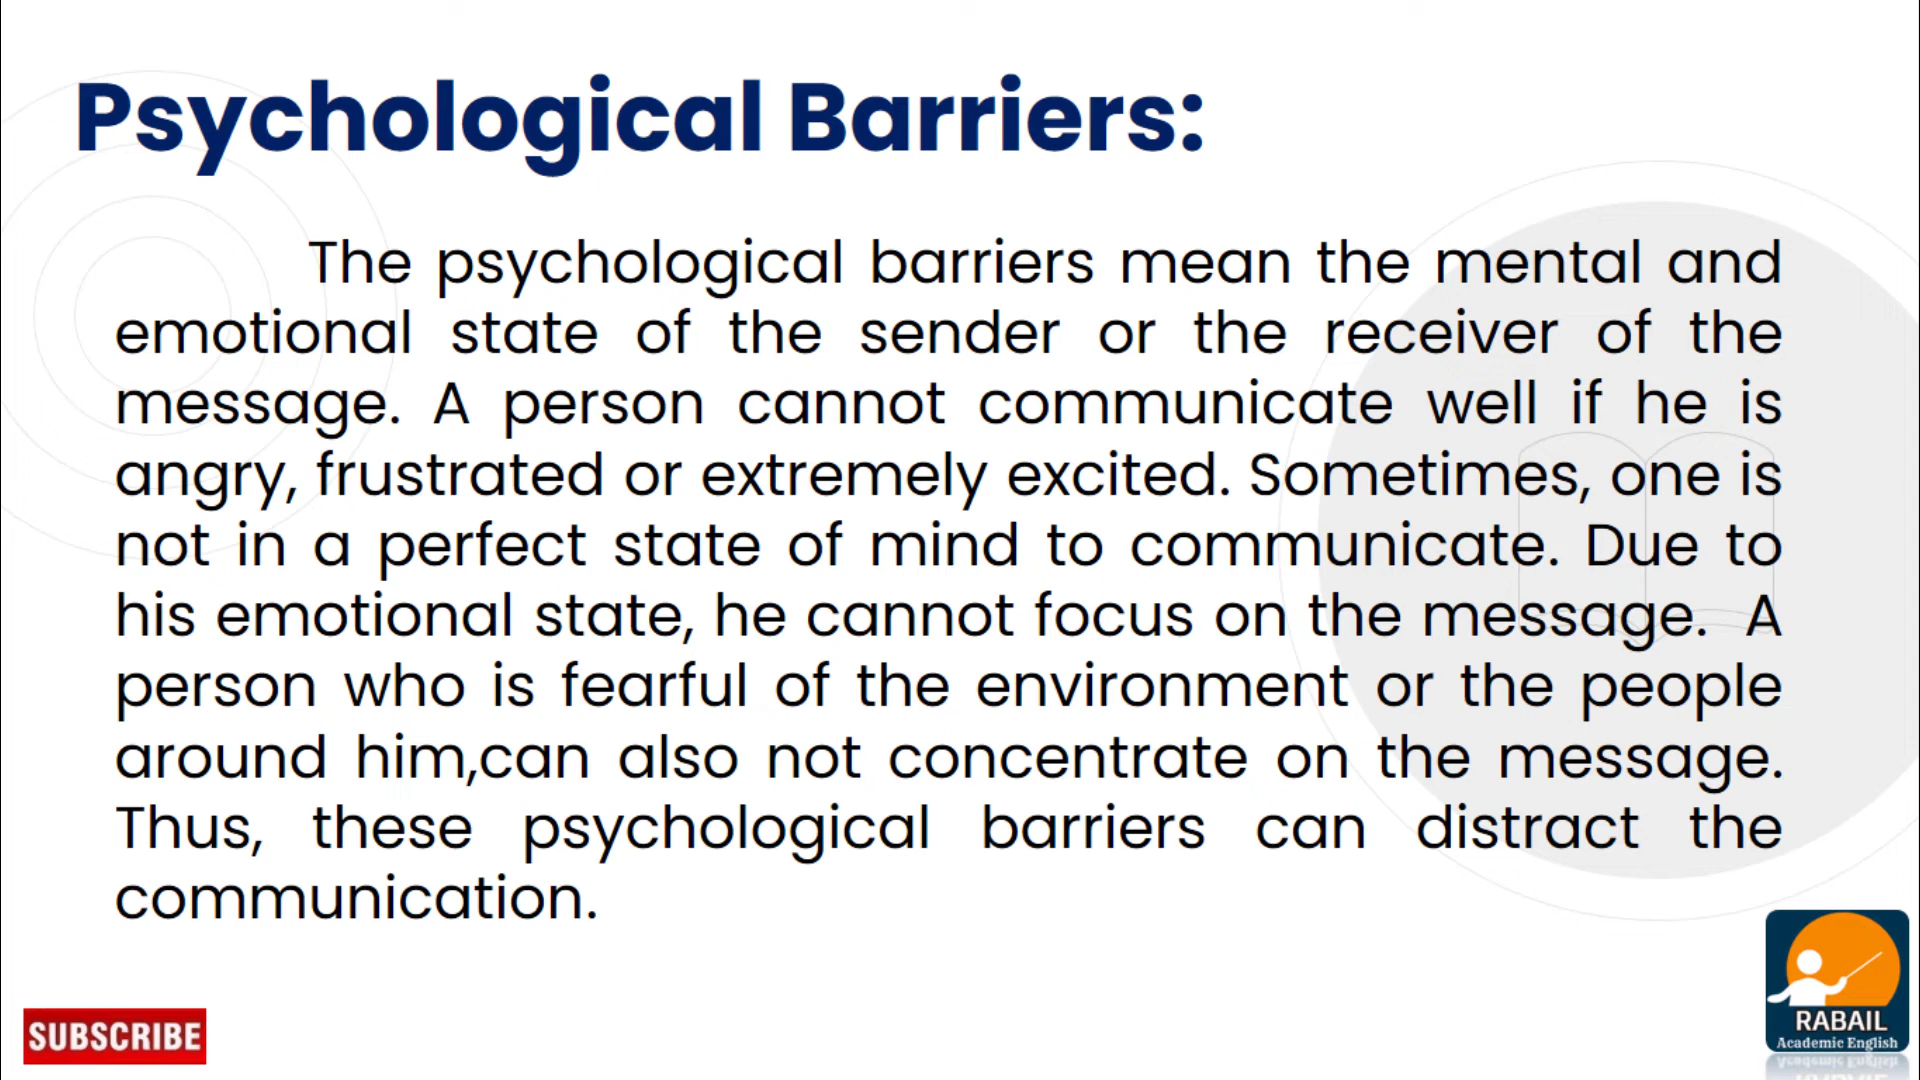 Psychological Barriers:
The psychological barriers mean the mental and
emotional state of the sender or the receiver of the
message. A person cannot communicate well if he is
angry, frustrated or extremely excited. Sometimes, one is
not in a perfect state of mind to communicate. Due to
his emotional state, he cannot focus on the message. A
person who is fearful of the environment or the people
around him,can also not concentrate on the message.
Thus, these psychological barriers can distract the
communication.
SUBSCRIBE
RABAIL
Academic English